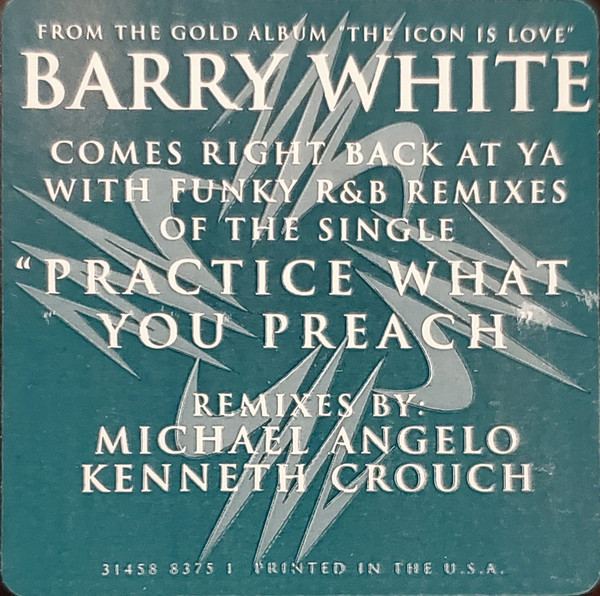 FROM THE GOLD ALBUM "THE ICON IS LOVE"
BARRY WHITE
COMES RIGHT BACK AT YA
WITH FUNKY R&B REMIXES
OF THE SINGLE
“PRACTICE WHAT
YOU PREACH”
REMIXES BY:
MICHAEL ANGELO
KENNETH CROUCH
31458 8375 1 PRINTED IN THE U.S.A.